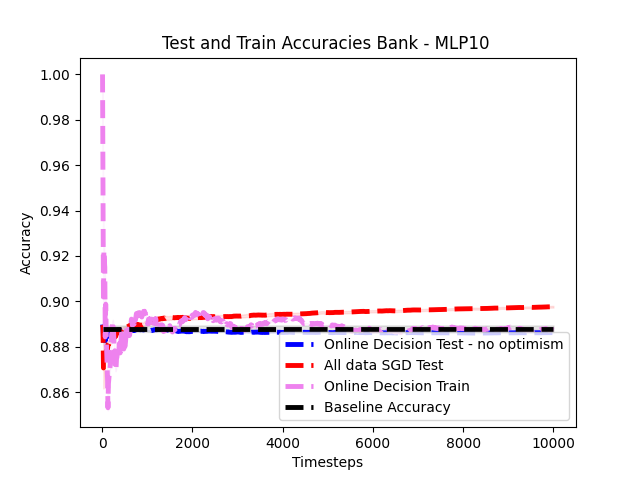 Test and Train Accuracies Bank - MLP10
1.00
0.98
0.96
0.94
0.92
0.90
0.88
0.86
Accuracy
Online Decision Test - no optimism
All data SGD Test
Online Decision Train
Baseline Accuracy
0 2000 4000 6000 8000 10000
Timesteps